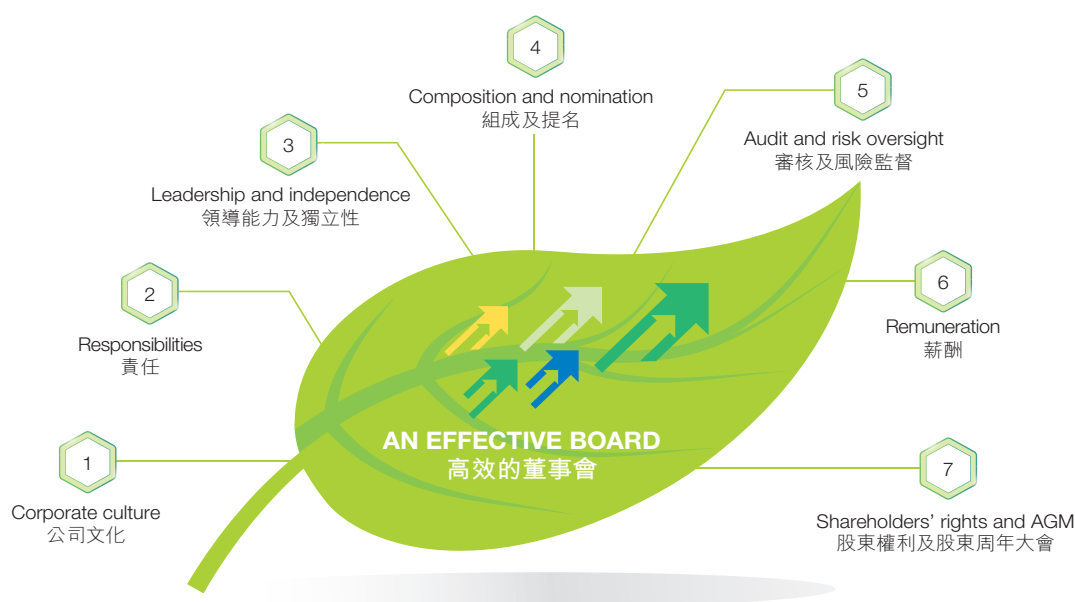 1
Corporate culture
公司文化
2
Responsibilities
責任
3
Leadership and independence
領導能力及獨立性
4
Composition and nomination
組成及提名
5
Audit and risk oversight
審核及風險監督
6
Remuneration
薪酬
7
Shareholders’ rights and AGM
股東權利及股東周年大會
AN EFFECTIVE BOARD
高效的董事會